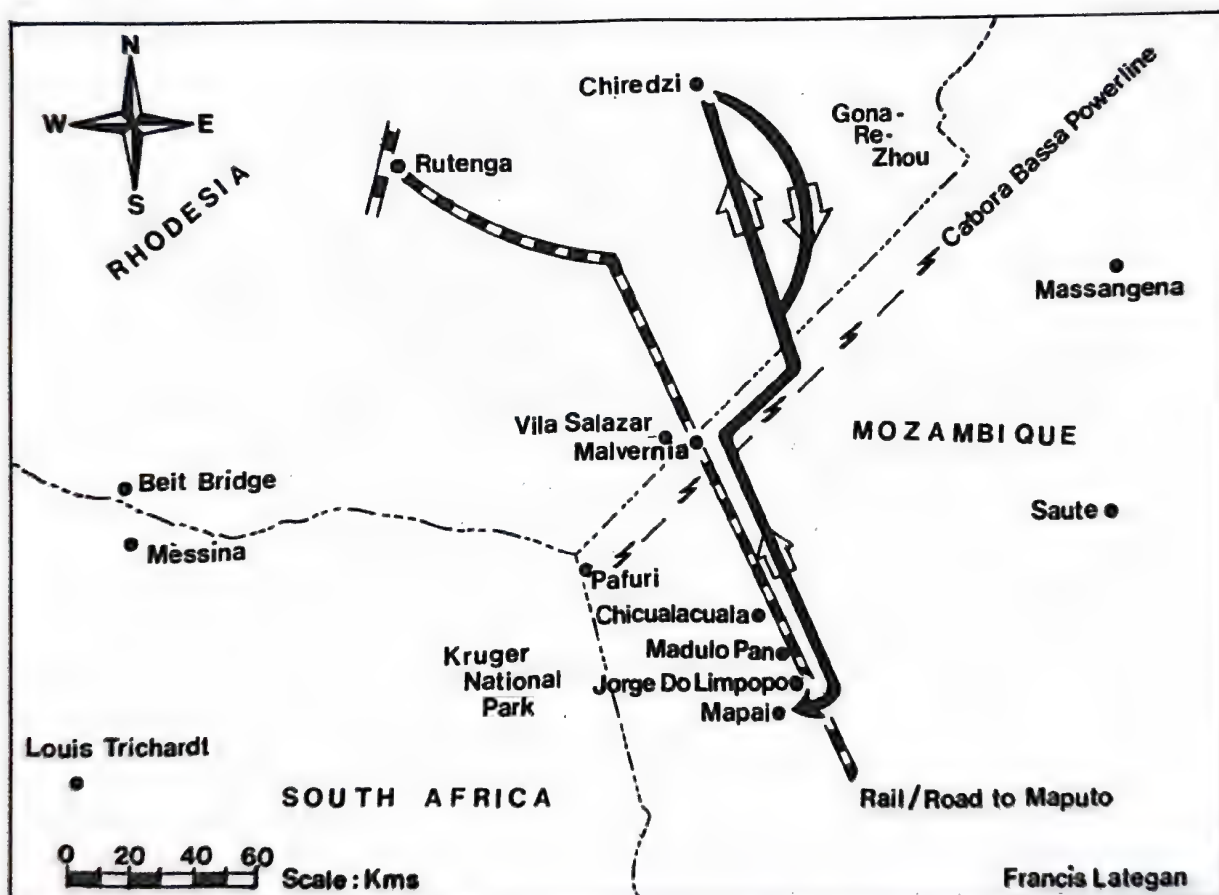 N
W E
S
RHODESIA
Rutenga
Chiredzi
Gona-
Re-
Zhou
Cabora Bassa Powerline
Massangena
Vila Salazar
Malvernia
MOZAMBIQUE
Beit Bridge
Messina
Saute
Pafuri
Chicualacuala
Madulo Pan
Jorge Do Limpopo
Mapai
Kruger
National
Park
Louis Trichardt
SOUTH AFRICA
Rail/Road to Maputo
0 20 40 60
Scale: Kms
Francis Lategan